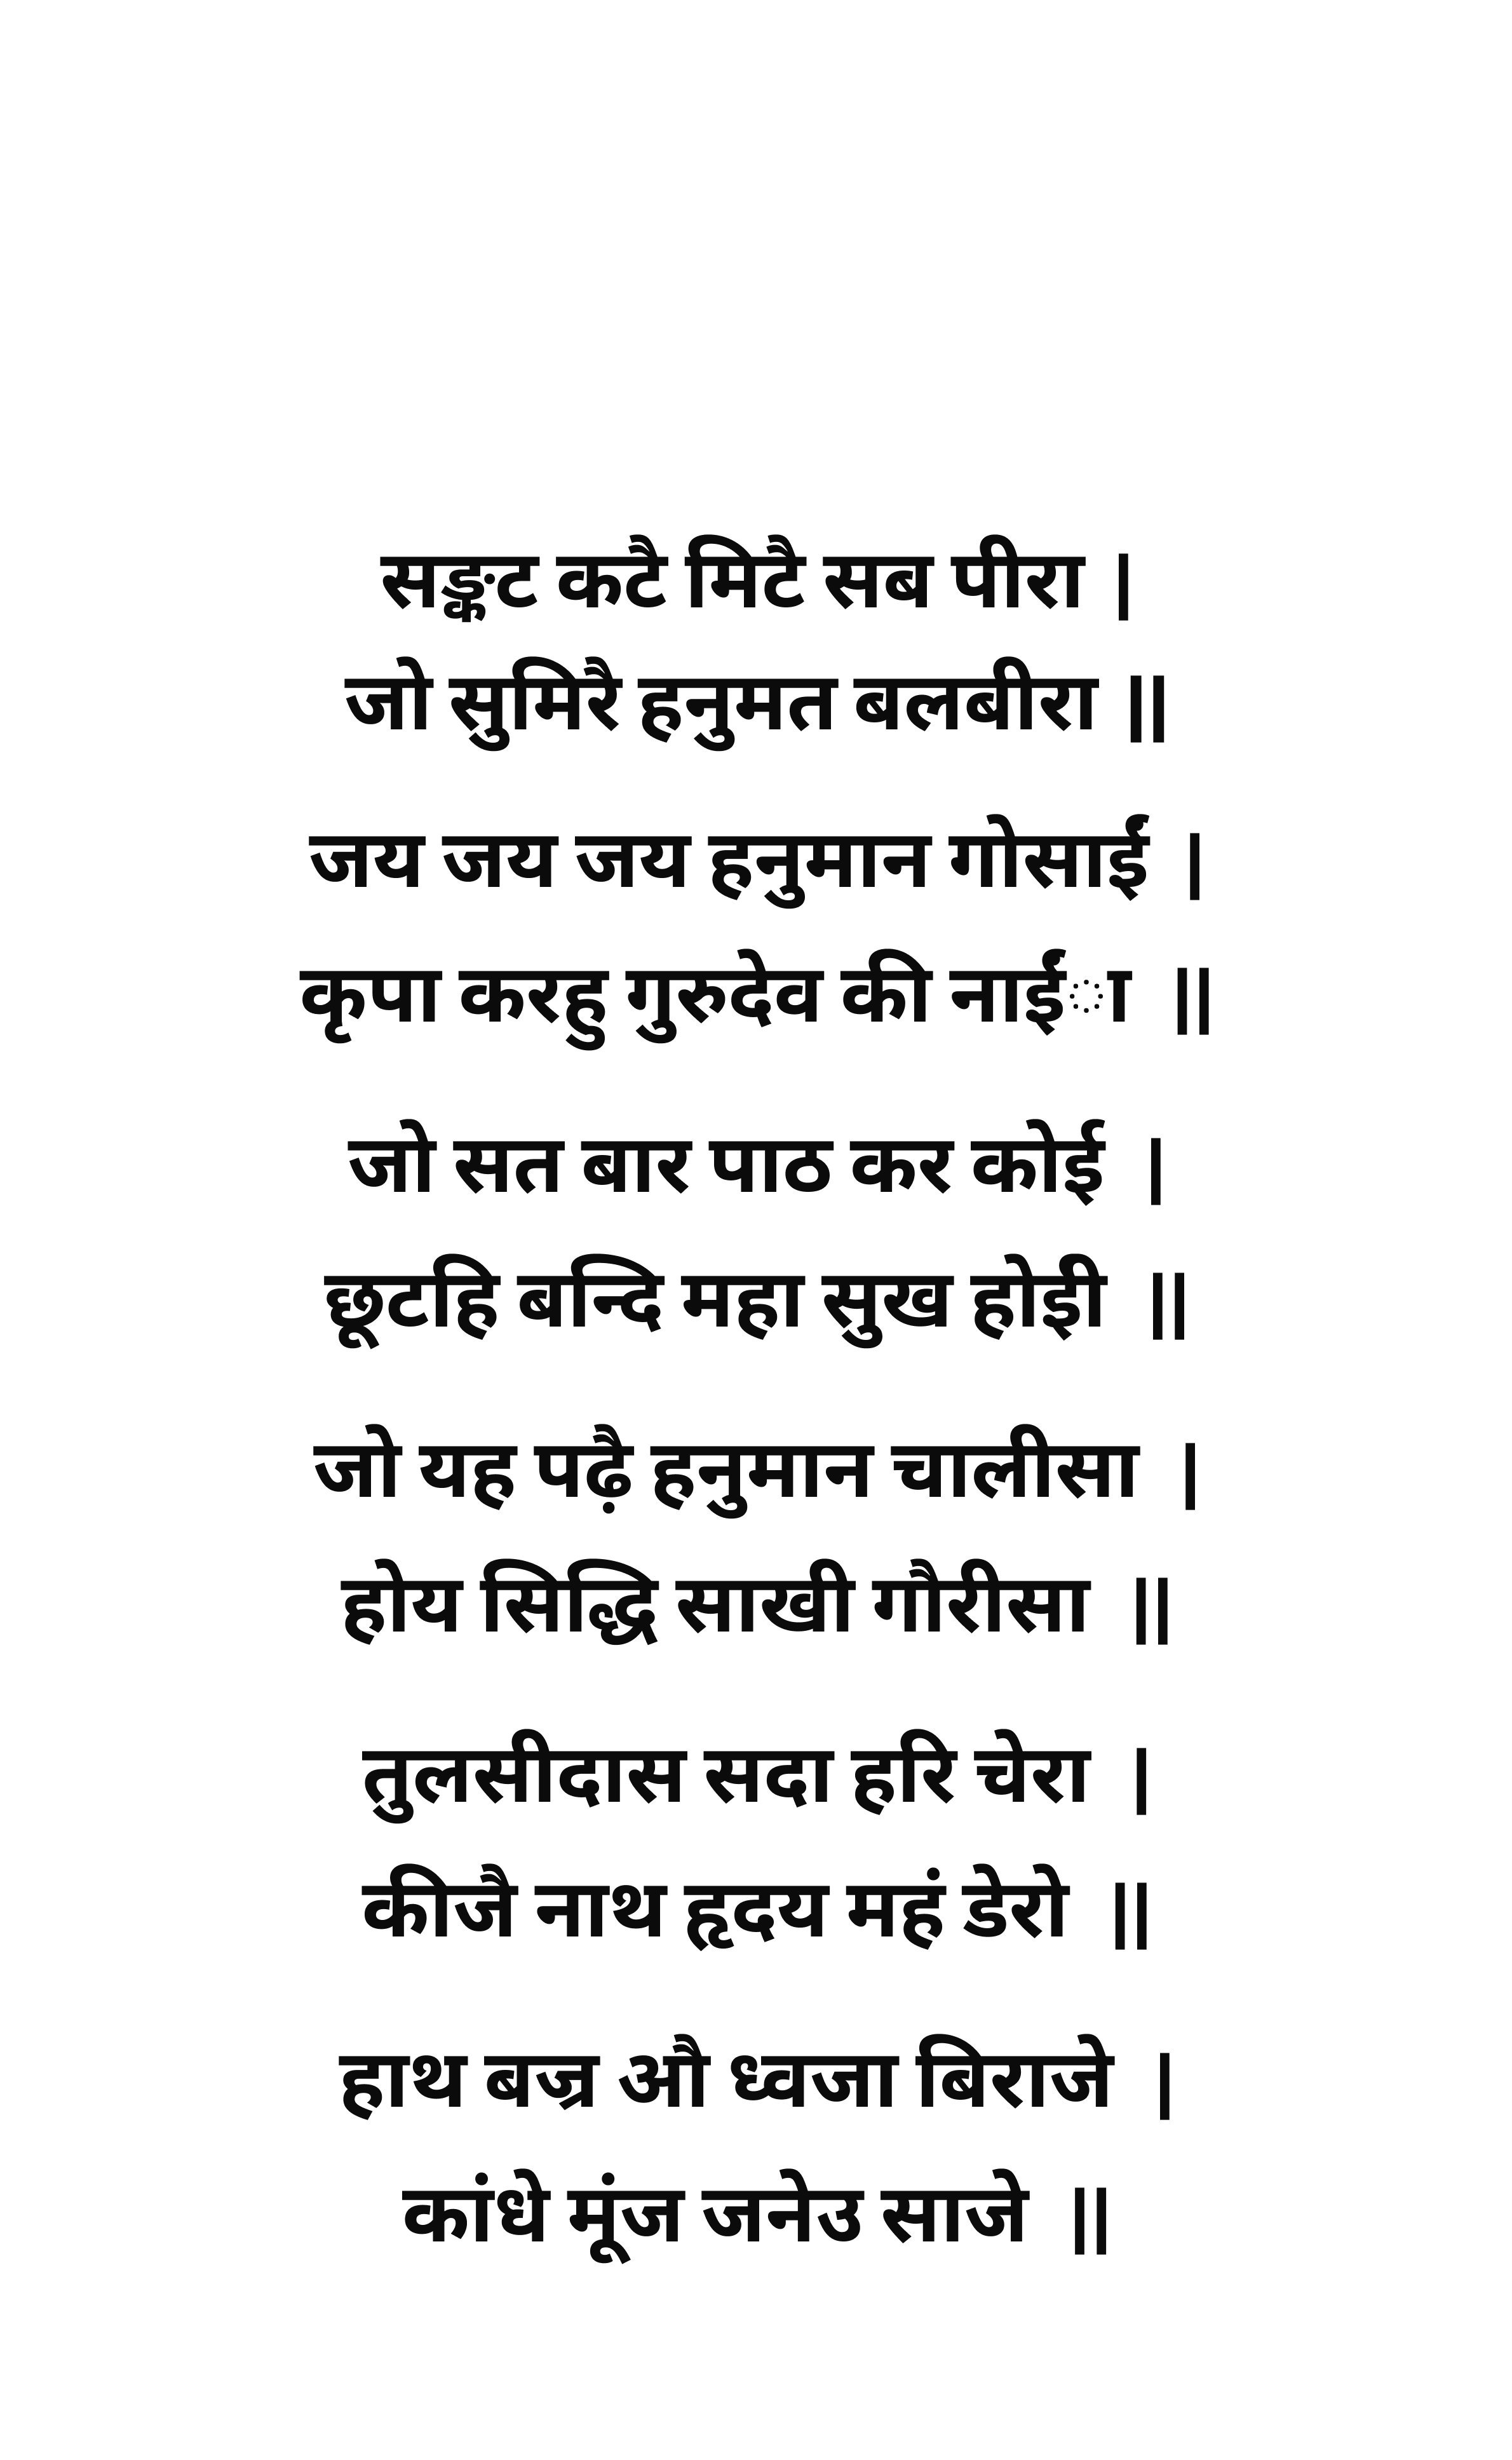 सङ्कट कटै मिटै सब पीरा |
जो सुमिरै हनुमत बलबीरा ||
जय जय जय हनुमान गोसाई |
कृपा करहु गुरुदेव की नाईा ||
जो सत बार पाठ कर कोई |
छूटहि बन्दि महा सुख होडी ||
जो यह पढ़ै हनुमान चालीसा |
होय सिद्धि साखी गौरीसा ||
तुलसीदास सदा हरि चेरा |
कीजै नाथ हृदय महं डेरो ||
हाथ बज्र औ ध्वजा बिराजे |
कांधे मूंज जनेउ साजे ||